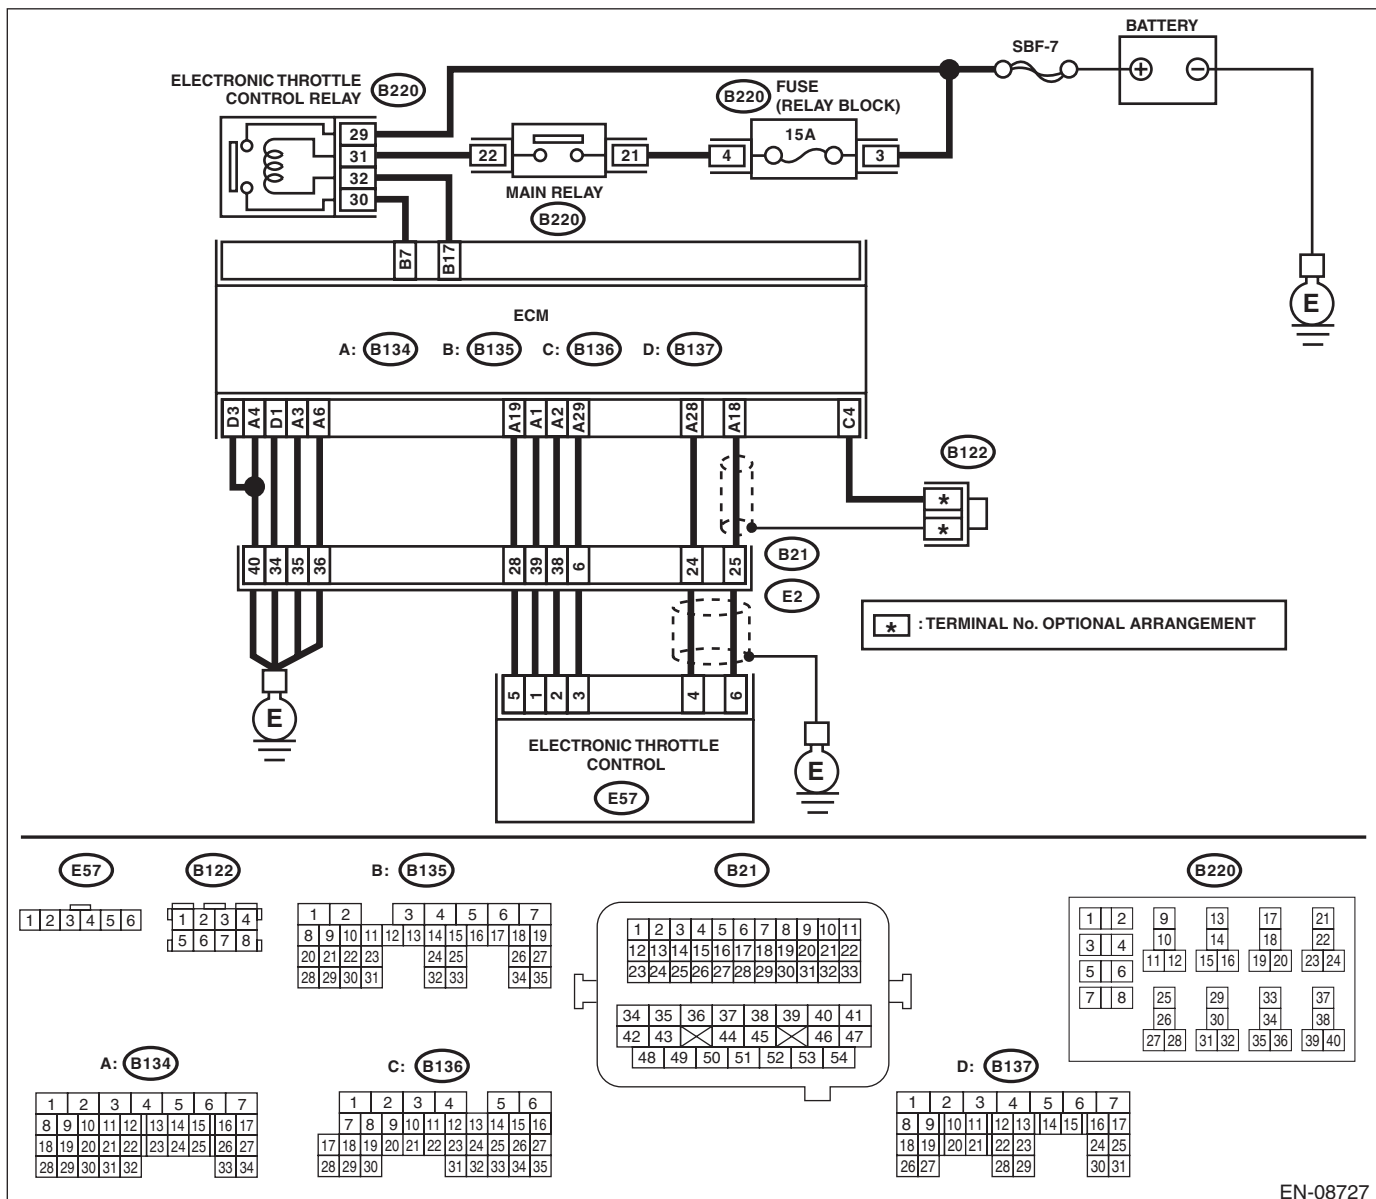 BATTERY
SBF-7
ELECTRONIC THROTTLE
CONTROL RELAY
B220
B220
FUSE
(RELAY BLOCK)
15A
29
31
32
30
22
21
4
3
MAIN RELAY
B220
B7
B17
E
ECM
A: B134 B: B135 C: B136 D: B137
D3 A4 D1 A3 A6 A19 A1 A2 A29 A28 A18 C4
B122
*
*
40 34 35 36 28 39 38 6 24 25
B21
E2
* : TERMINAL No. OPTIONAL ARRANGEMENT
5 1 2 3 4 6
E
ELECTRONIC THROTTLE
CONTROL
E57
E
E57
1 2 3 4 5 6
B122
1 2 3 4
5 6 7 8
B: B135
1 2 3 4 5 6 7
8 9 10 11 12 13 14 15 16 17 18 19
20 21 22 23 24 25 26 27
28 29 30 31 32 33 34 35
B21
1 2 3 4 5 6 7 8 9 10 11
12 13 14 15 16 17 18 19 20 21 22
23 24 25 26 27 28 29 30 31 32 33
34 35 36 37 38 39 40 41
42 43 44 45 46 47
48 49 50 51 52 53 54
B220
1 2 9 13 17 21
3 4 10 14 18 22
5 6 11 12 15 16 19 20 23 24
7 8 25 29 33 37
26 30 34 38
27 28 31 32 35 36 39 40
A: B134
1 2 3 4 5 6 7
8 9 10 11 12 13 14 15 16 17
18 19 20 21 22 23 24 25 26 27
28 29 30 31 32 33 34
C: B136
1 2 3 4 5 6
7 8 9 10 11 12 13 14 15 16
17 18 19 20 21 22 23 24 25 26 27
28 29 30 31 32 33 34 35
D: B137
1 2 3 4 5 6 7
8 9 10 11 12 13 14 15 16 17
18 19 20 21 22 23 24 25
26 27 28 29 30 31
EN-08727